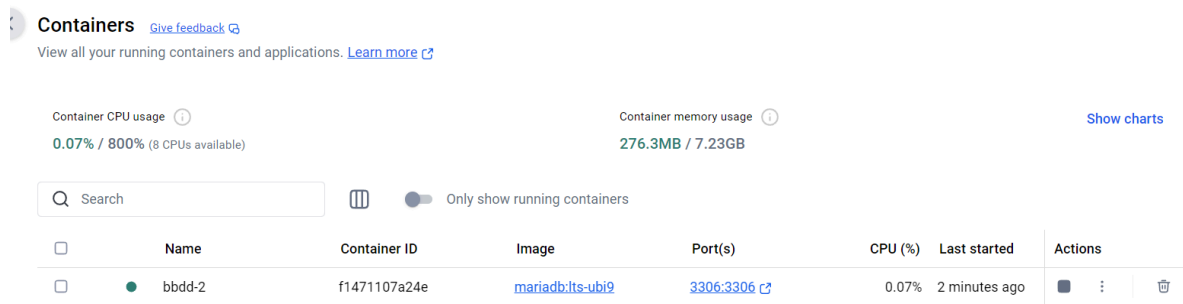 Containers Give feedback
View all your running containers and applications. Learn more
Container CPU usage
0.07% / 800% (8 CPUs available)
Container memory usage
276.3MB / 7.23GB
Show charts
Search
Only show running containers
Name Container ID Image Port(s) CPU (%) Last started Actions
bbdd-2 f1471107a24e mariadb:lts-ubi9 3306:3306 0.07% 2 minutes ago